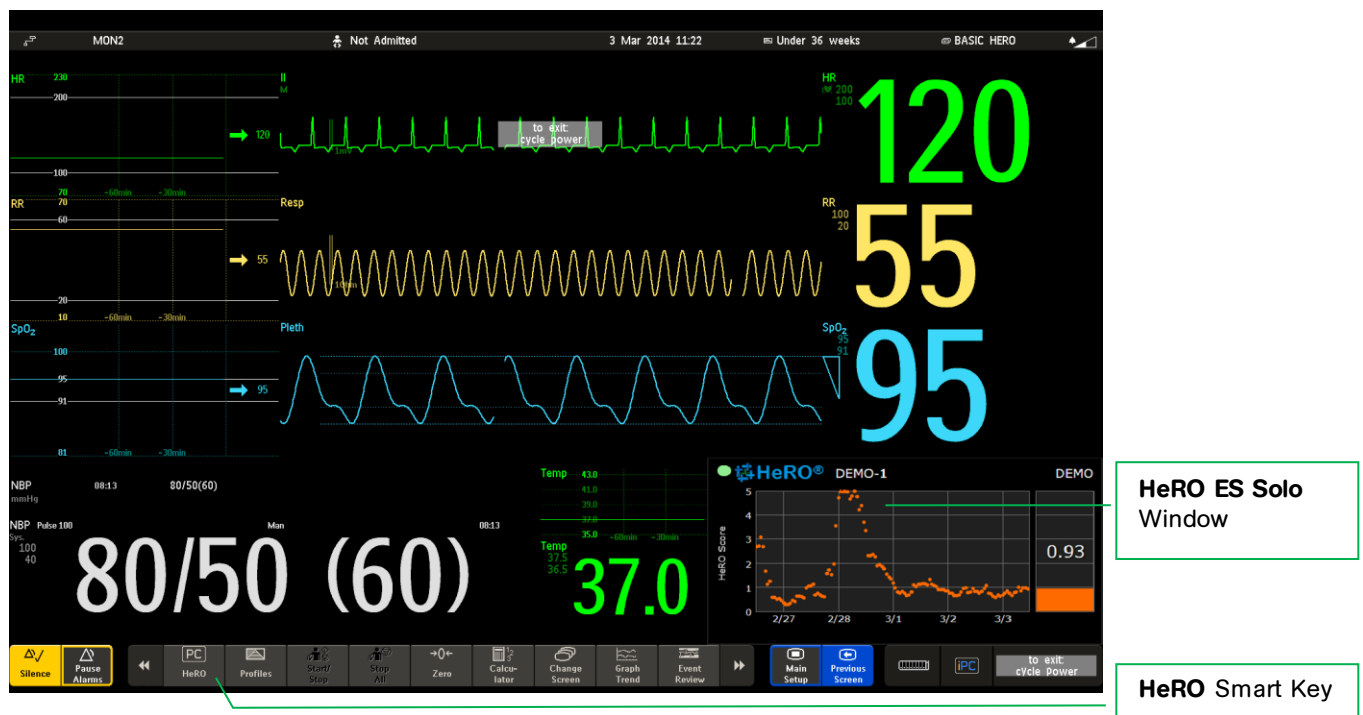 MON2 Not Admitted 3 Mar 2014 11:22 Under 36 weeks BASIC HERO
HR 230
200
120
100
70 -60min -30min
II
M
1mV
to exit:
cycle power
HR
200
100
120
RR 70
60
55
20
10 -60min -30min
Resp
RR
100
20
55
SpO2
100
95
95
91
81 -60min -30min
Pleth
SpO2
95
91
95
NBP 08:13 80/50(60)
mmHg
NBP Pulse 100 Man 08:13
Sys.
100
40
80/50 (60)
Temp 43.0
41.0
39.0
37.0
35.0 -60min -30min
Temp
37.5
36.5
37.0
HeRO® DEMO-1 DEMO
HeRO Score
5
4
3
2
1
0
2/27 2/28 3/1 3/2 3/3
0.93
HeRO ES Solo
Window
Silence
Pause
Alarms
PC
HeRO
Profiles
Start/
Stop
Stop
All
→0←
Zero
Calcu-
lator
Change
Screen
Graph
Trend
Event
Review
Main
Setup
Previous
Screen
iPC
to exit:
cycle Power
HeRO Smart Key